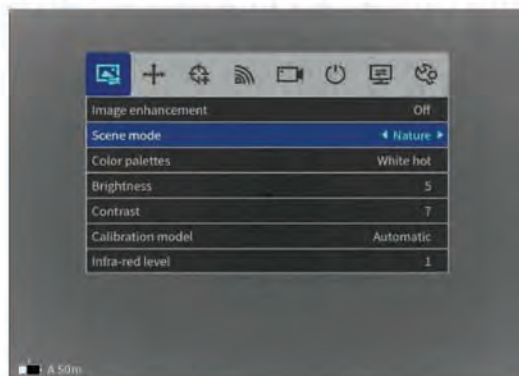 Image enhancement Off
Scene mode Nature
Color palettes White hot
Brightness 5
Contrast 7
Calibration model Automatic
Infra-red level 1
A 50m